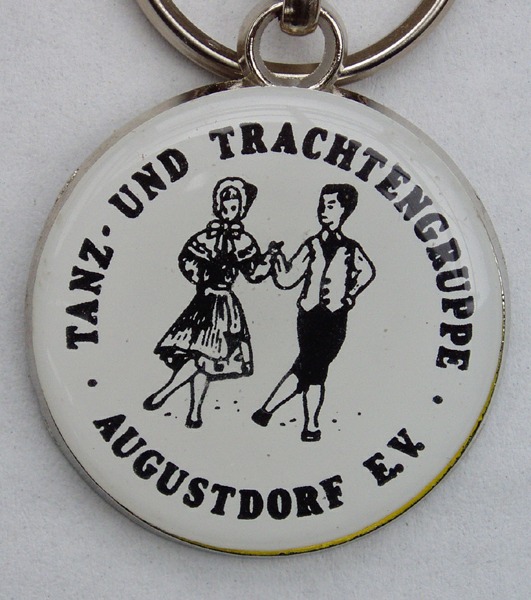 TANZ- UND TRACHTENGRUPPE
AUGUSTDORF E.V.